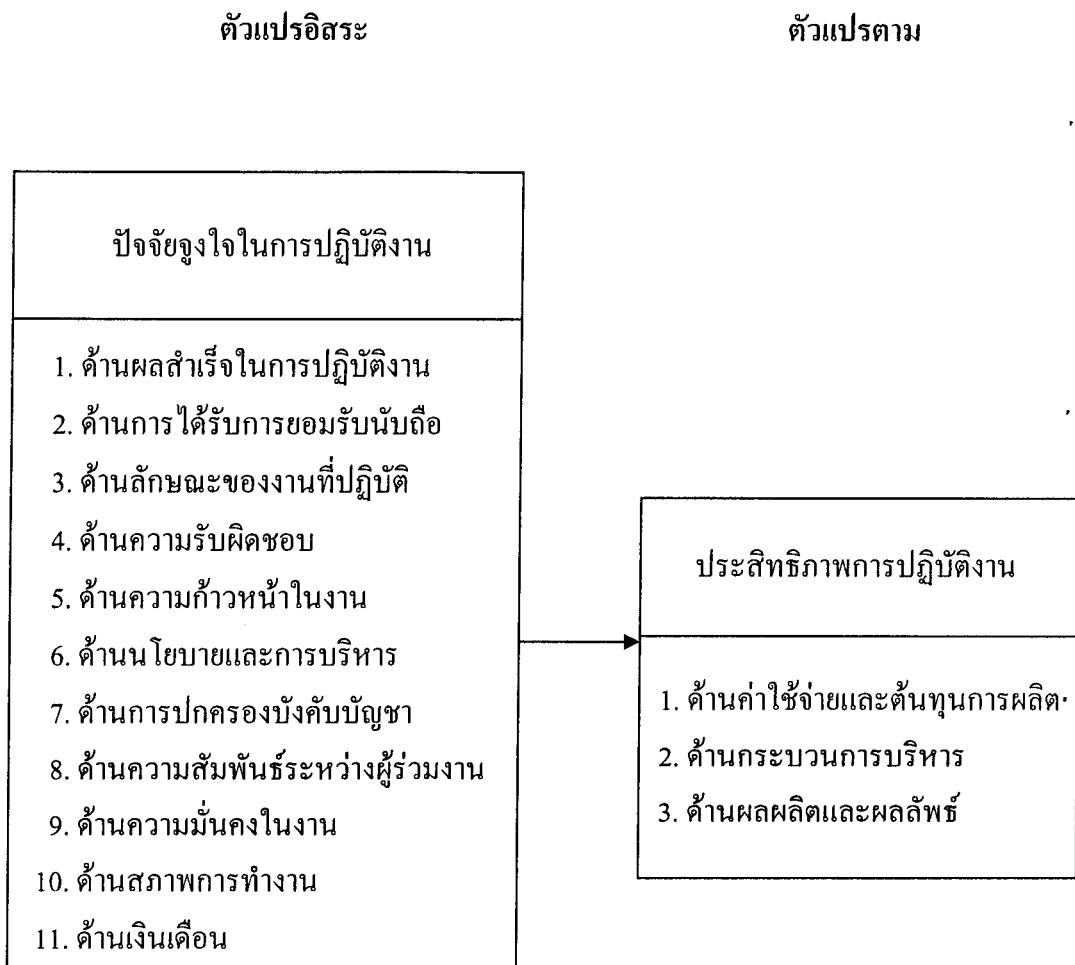 ตัวแปรอิสระ
ตัวแปรตาม
ปัจจัยจูงใจในการปฏิบัติงาน
1. ด้านผลสำเร็จในการปฏิบัติงาน
2. ด้านการได้รับการยอมรับนับถือ
3. ด้านลักษณะของงานที่ปฏิบัติ
4. ด้านความรับผิดชอบ
5. ด้านความก้าวหน้าในงาน
6. ด้านนโยบายและการบริหาร
7. ด้านการปกครองบังคับบัญชา
8. ด้านความสัมพันธ์ระหว่างผู้ร่วมงาน
9. ด้านความมั่นคงในงาน
10. ด้านสภาพการทำงาน
11. ด้านเงินเดือน
ประสิทธิภาพการปฏิบัติงาน
1. ด้านค่าใช้จ่ายและต้นทุนการผลิต
2. ด้านกระบวนการบริหาร
3. ด้านผลผลิตและผลลัพธ์